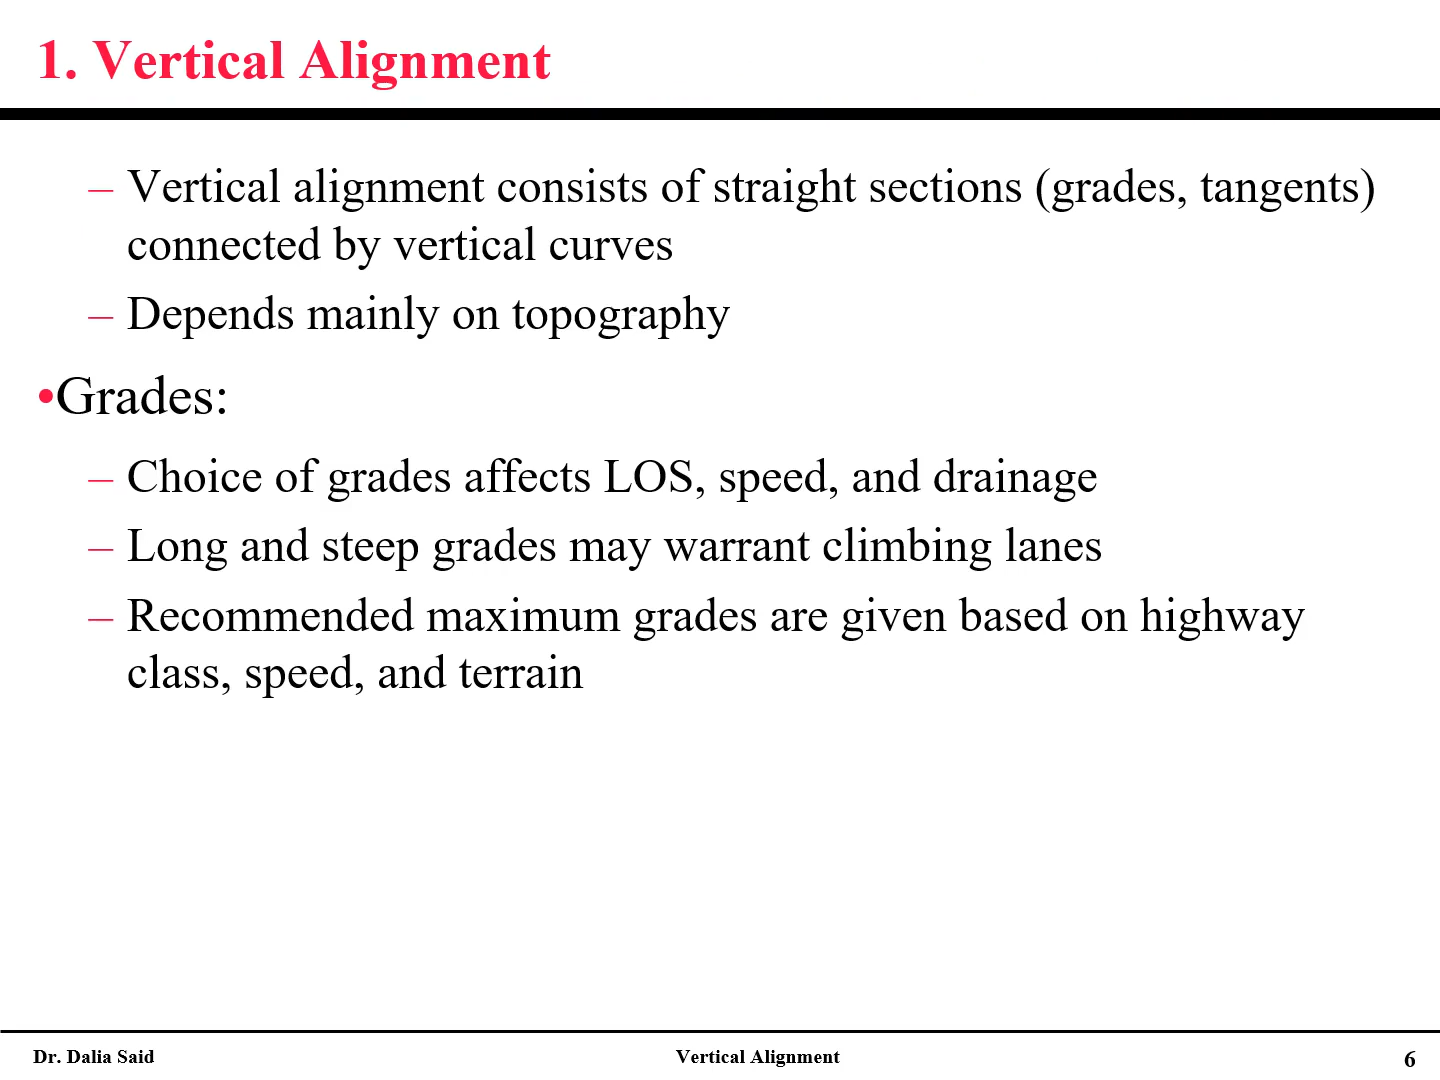 1. Vertical Alignment
– Vertical alignment consists of straight sections (grades, tangents)
connected by vertical curves
– Depends mainly on topography
•Grades:
– Choice of grades affects LOS, speed, and drainage
– Long and steep grades may warrant climbing lanes
– Recommended maximum grades are given based on highway
class, speed, and terrain
Dr. Dalia Said
Vertical Alignment
6